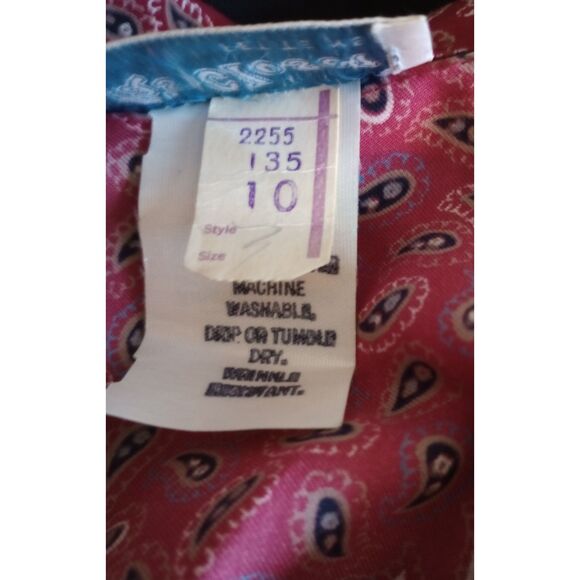 2255
135
10
Style
Size
MACHINE
WASHABLE,
DRIP OR TUMBLE
DRY.
WRINKLE
RESISTANT.